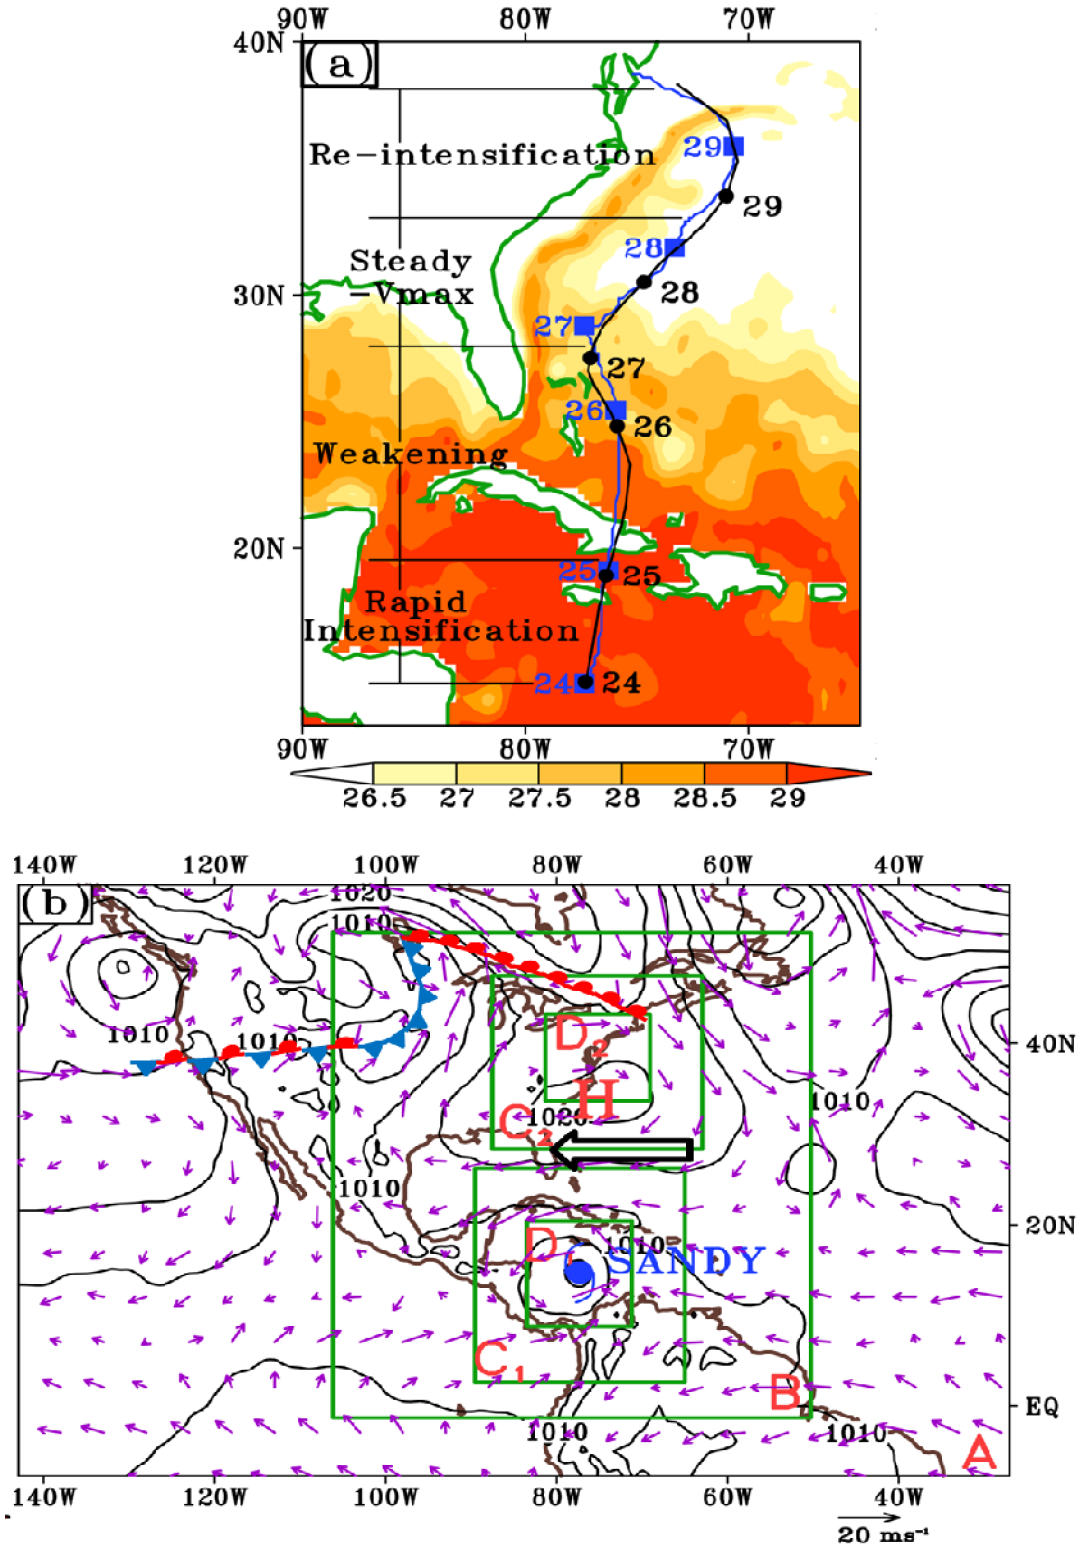 90W 80W 70W
40N
(a)
29
Re-intensification
29
28
Steady
-Vmax
30N
28
27
27
26
26
Weakening
20N
25 25
Rapid
Intensification
24 24
90W 80W 70W
26.5 27 27.5 28 28.5 29
140W 120W 100W 80W 60W 40W
(b)
1020
1010
1010
1010
D2
40N
H
1020
1010
C2
1010
20N
D1
1010
SANDY
C1
B
EQ
1010
1010
A
140W 120W 100W 80W 60W 40W
20 ms-1